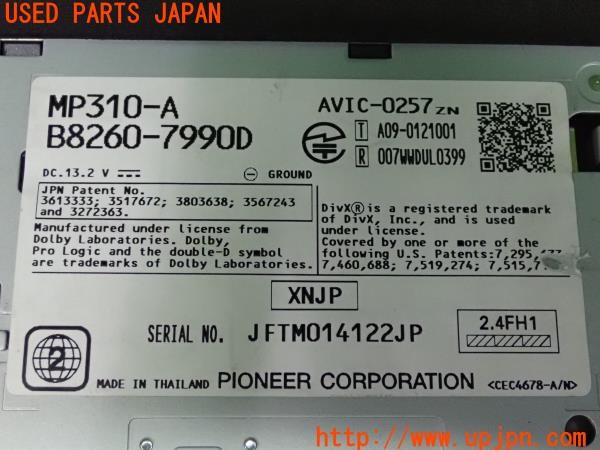 USED PARTS JAPAN
MP310-A
B8260-7990D
AVIC-0257 ZN
T A09-0121001
R 007WWDUL0399
DC.13.2 V
GROUND
JPN Patent No.
3613333; 3517672; 3803638; 3567243
and 3272363.
Manufactured under license from
Dolby Laboratories. Dolby,
Pro Logic and the double-D symbol
are trademarks of Dolby Laboratories.
DivX® is a registered trademark
of DivX, Inc., and is used
under license.
Covered by one or more of the
following U.S. Patents:7,295,
7,460,688; 7,519,274; 7,515,7
XNJP
SERIAL NO. JFTM014122JP
2.4FH1
2
MADE IN THAILAND PIONEER CORPORATION <CEC4678-A/N>
http://www.upjpn.com